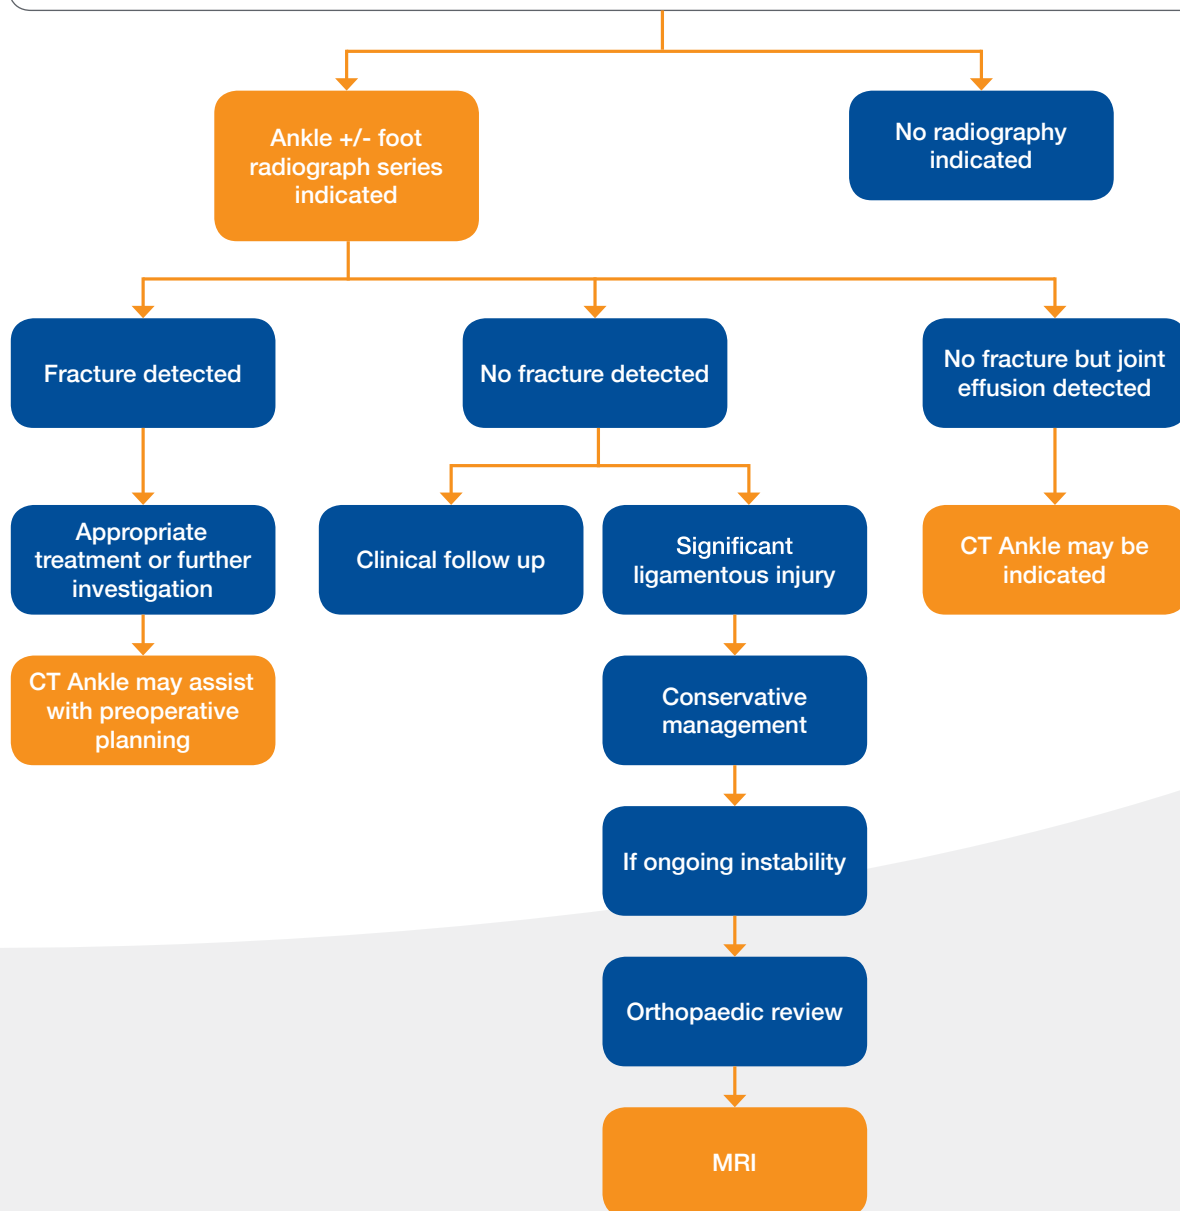 Ankle +/- foot
radiograph series
indicated
No radiography
indicated
Fracture detected
No fracture detected
No fracture but joint
effusion detected
Appropriate
treatment or further
investigation
Clinical follow up
Significant
ligamentous injury
CT Ankle may be
indicated
CT Ankle may assist
with preoperative
planning
Conservative
management
If ongoing instability
Orthopaedic review
MRI